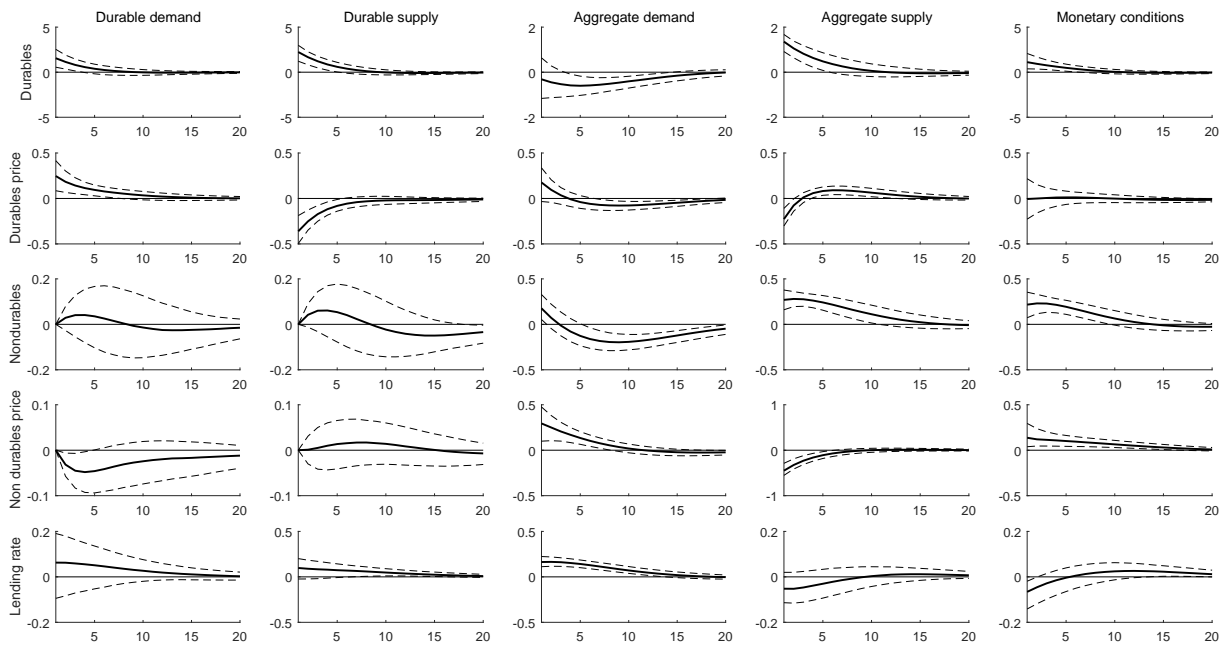 Durable demand Durable supply Aggregate demand Aggregate supply Monetary conditions
Durables
5 5 2 2 5
0 0 0 0 0
-5 -5 -2 -2 -5
5 10 15 20 5 10 15 20 5 10 15 20 5 10 15 20 5 10 15 20
Durables price
0.5 0.5 0.5 0.5 0.5
0 0 0 0 0
-0.5 -0.5 -0.5 -0.5 -0.5
5 10 15 20 5 10 15 20 5 10 15 20 5 10 15 20 5 10 15 20
Nondurables
0.2 0.2 0.5 0.5 0.5
0 0 0 0 0
-0.2 -0.2 -0.5 -0.5 -0.5
5 10 15 20 5 10 15 20 5 10 15 20 5 10 15 20 5 10 15 20
Non durables price
0.1 0.1 0.5 1 0.5
0 0 0 0 0
-0.1 -0.1 -0.5 -1 -0.5
5 10 15 20 5 10 15 20 5 10 15 20 5 10 15 20 5 10 15 20
Lending rate
0.2 0.5 0.5 0.2 0.2
0 0 0 0 0
-0.2 -0.5 -0.5 -0.2 -0.2
5 10 15 20 5 10 15 20 5 10 15 20 5 10 15 20 5 10 15 20